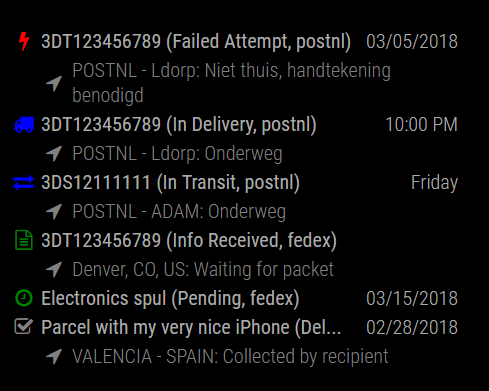 3DT123456789 (Failed Attempt, postnl) 03/05/2018
POSTNL - Ldorp: Niet thuis, handtekening
benodigd
3DT123456789 (In Delivery, postnl) 10:00 PM
POSTNL - Ldorp: Onderweg
3DS12111111 (In Transit, postnl) Friday
POSTNL - ADAM: Onderweg
3DT123456789 (Info Received, fedex)
Denver, CO, US: Waiting for packet
Electronics spul (Pending, fedex) 03/15/2018
Parcel with my very nice iPhone (Del... 02/28/2018
VALENCIA - SPAIN: Collected by recipient